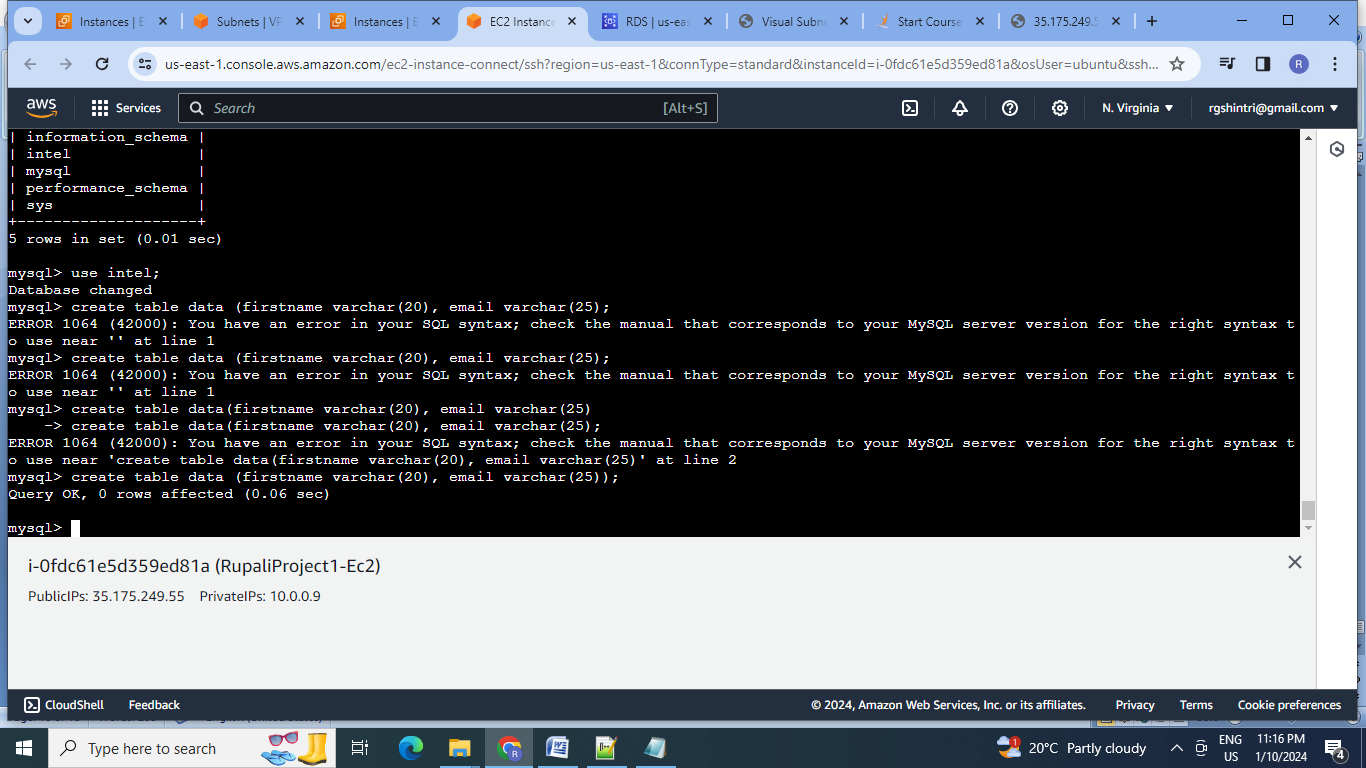 Instances | E
Subnets | VP
Instances | E
EC2 Instance
RDS | us-eas
Visual Subne
Start Course
35.175.249.5
us-east-1.console.aws.amazon.com/ec2-instance-connect/ssh?region=us-east-1&connType=standard&instanceId=i-0fdc61e5d359ed81a&osUser=ubuntu&ssh...
R
aws
Services
Search
[Alt+S]
N. Virginia
rgshintri@gmail.com
| information_schema |
| intel |
| mysql |
| performance_schema |
| sys |
+--------------------+
5 rows in set (0.01 sec)
mysql> use intel;
Database changed
mysql> create table data (firstname varchar(20), email varchar(25);
ERROR 1064 (42000): You have an error in your SQL syntax; check the manual that corresponds to your MySQL server version for the right syntax t
o use near '' at line 1
mysql> create table data (firstname varchar(20), email varchar(25);
ERROR 1064 (42000): You have an error in your SQL syntax; check the manual that corresponds to your MySQL server version for the right syntax t
o use near '' at line 1
mysql> create table data(firstname varchar(20), email varchar(25)
-> create table data(firstname varchar(20), email varchar(25);
ERROR 1064 (42000): You have an error in your SQL syntax; check the manual that corresponds to your MySQL server version for the right syntax t
o use near 'create table data(firstname varchar(20), email varchar(25)' at line 2
mysql> create table data (firstname varchar(20), email varchar(25));
Query OK, 0 rows affected (0.06 sec)
mysql>
i-0fdc61e5d359ed81a (RupaliProject1-Ec2)
PublicIPs: 35.175.249.55 PrivateIPs: 10.0.0.9
CloudShell
Feedback
© 2024, Amazon Web Services, Inc. or its affiliates.
Privacy
Terms
Cookie preferences
Type here to search
1
20°C Partly cloudy
ENG
US
11:16 PM
1/10/2024
4